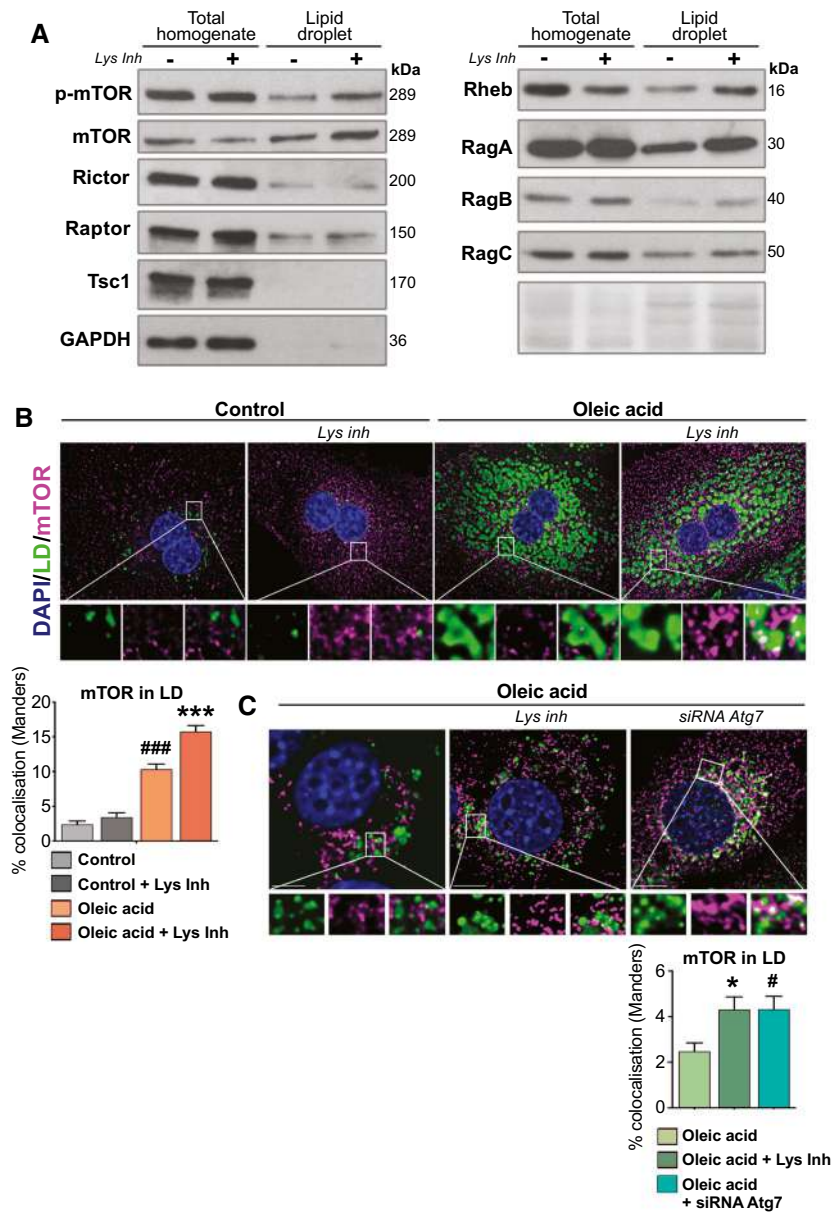 A
Total homogenate
Lipid droplet
Lys Inh - + - + kDa
p-mTOR 289
mTOR 289
Rictor 200
Raptor 150
Tsc1 170
GAPDH 36
Total homogenate
Lipid droplet
Lys Inh - + - + kDa
Rheb 16
RagA 30
RagB 40
RagC 50
B
Control
Oleic acid
Lys inh
Lys inh
DAPI/LD/mTOR
mTOR in LD
% colocalisation (Manders)
20
15
10
5
0
###
***
Control
Control + Lys Inh
Oleic acid
Oleic acid + Lys Inh
C
Oleic acid
Lys inh
siRNA Atg7
mTOR in LD
% colocalisation (Manders)
6
4
2
0
*
#
Oleic acid
Oleic acid + Lys Inh
Oleic acid
+ siRNA Atg7